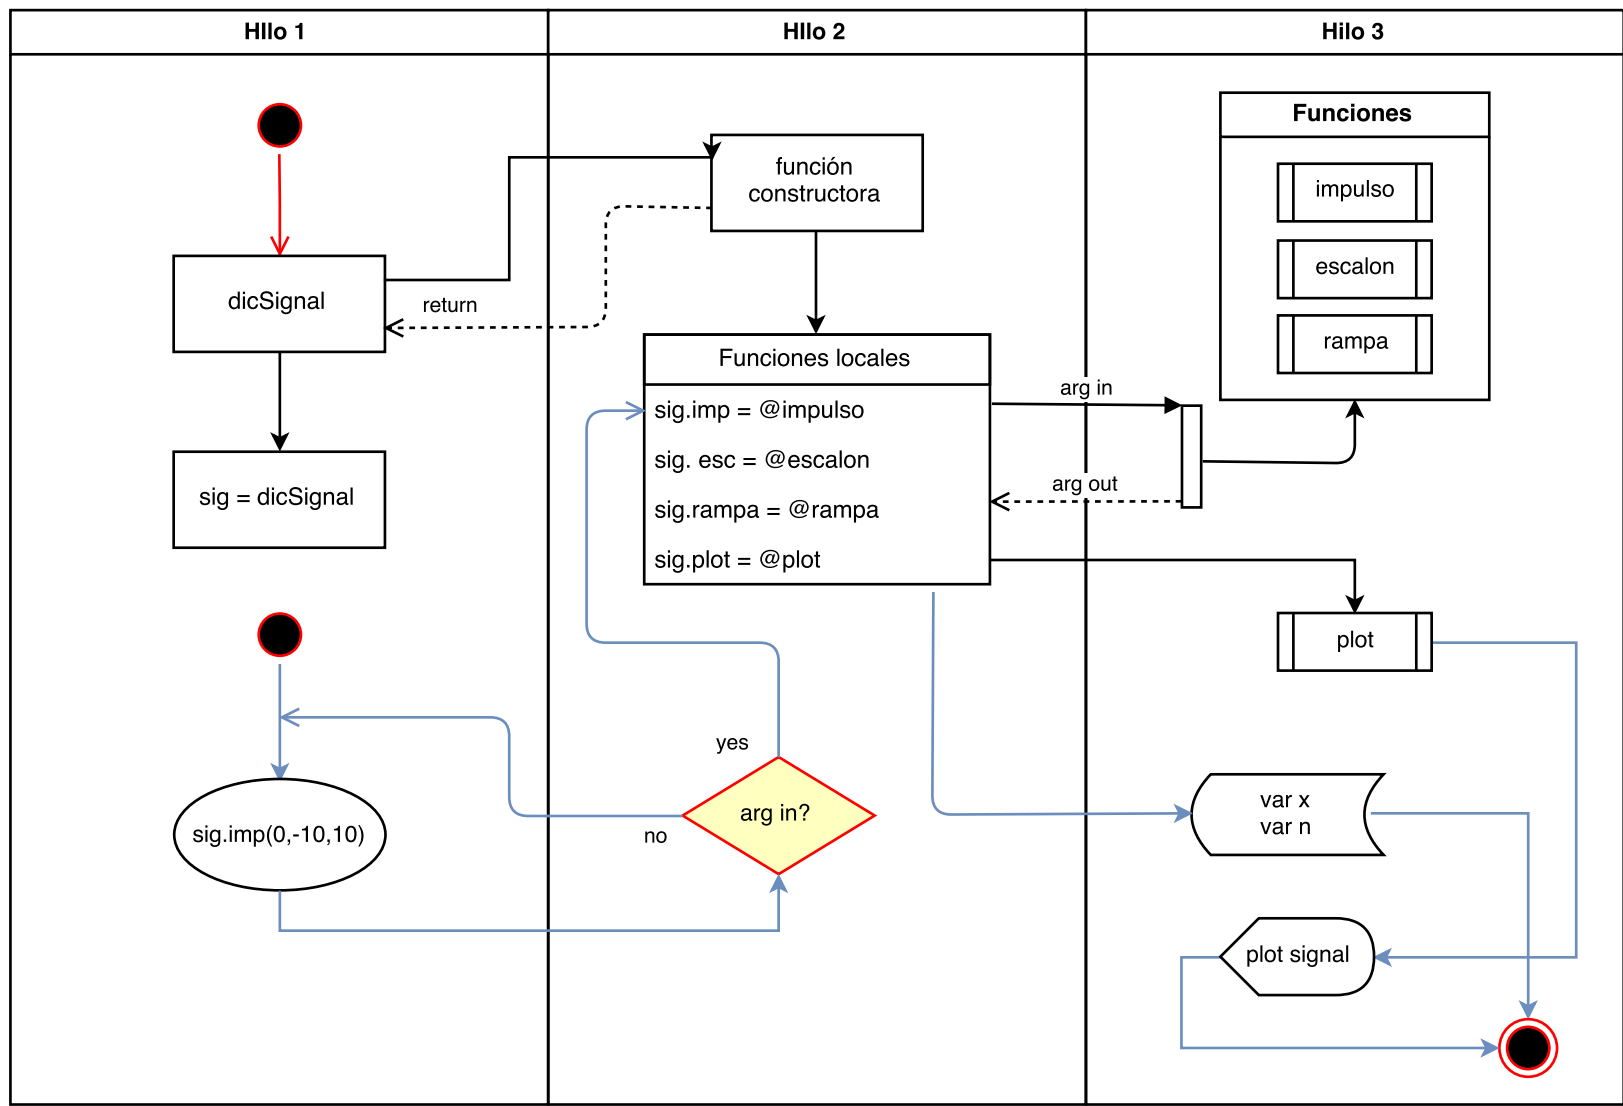 HIlo 1
HIlo 2
Hilo 3
Funciones
impulso
escalon
rampa
función
constructora
dicSignal
return
sig = dicSignal
Funciones locales
sig.imp = @impulso
sig. esc = @escalon
sig.rampa = @rampa
sig.plot = @plot
arg in
arg out
plot
yes
arg in?
no
sig.imp(0,-10,10)
var x
var n
plot signal